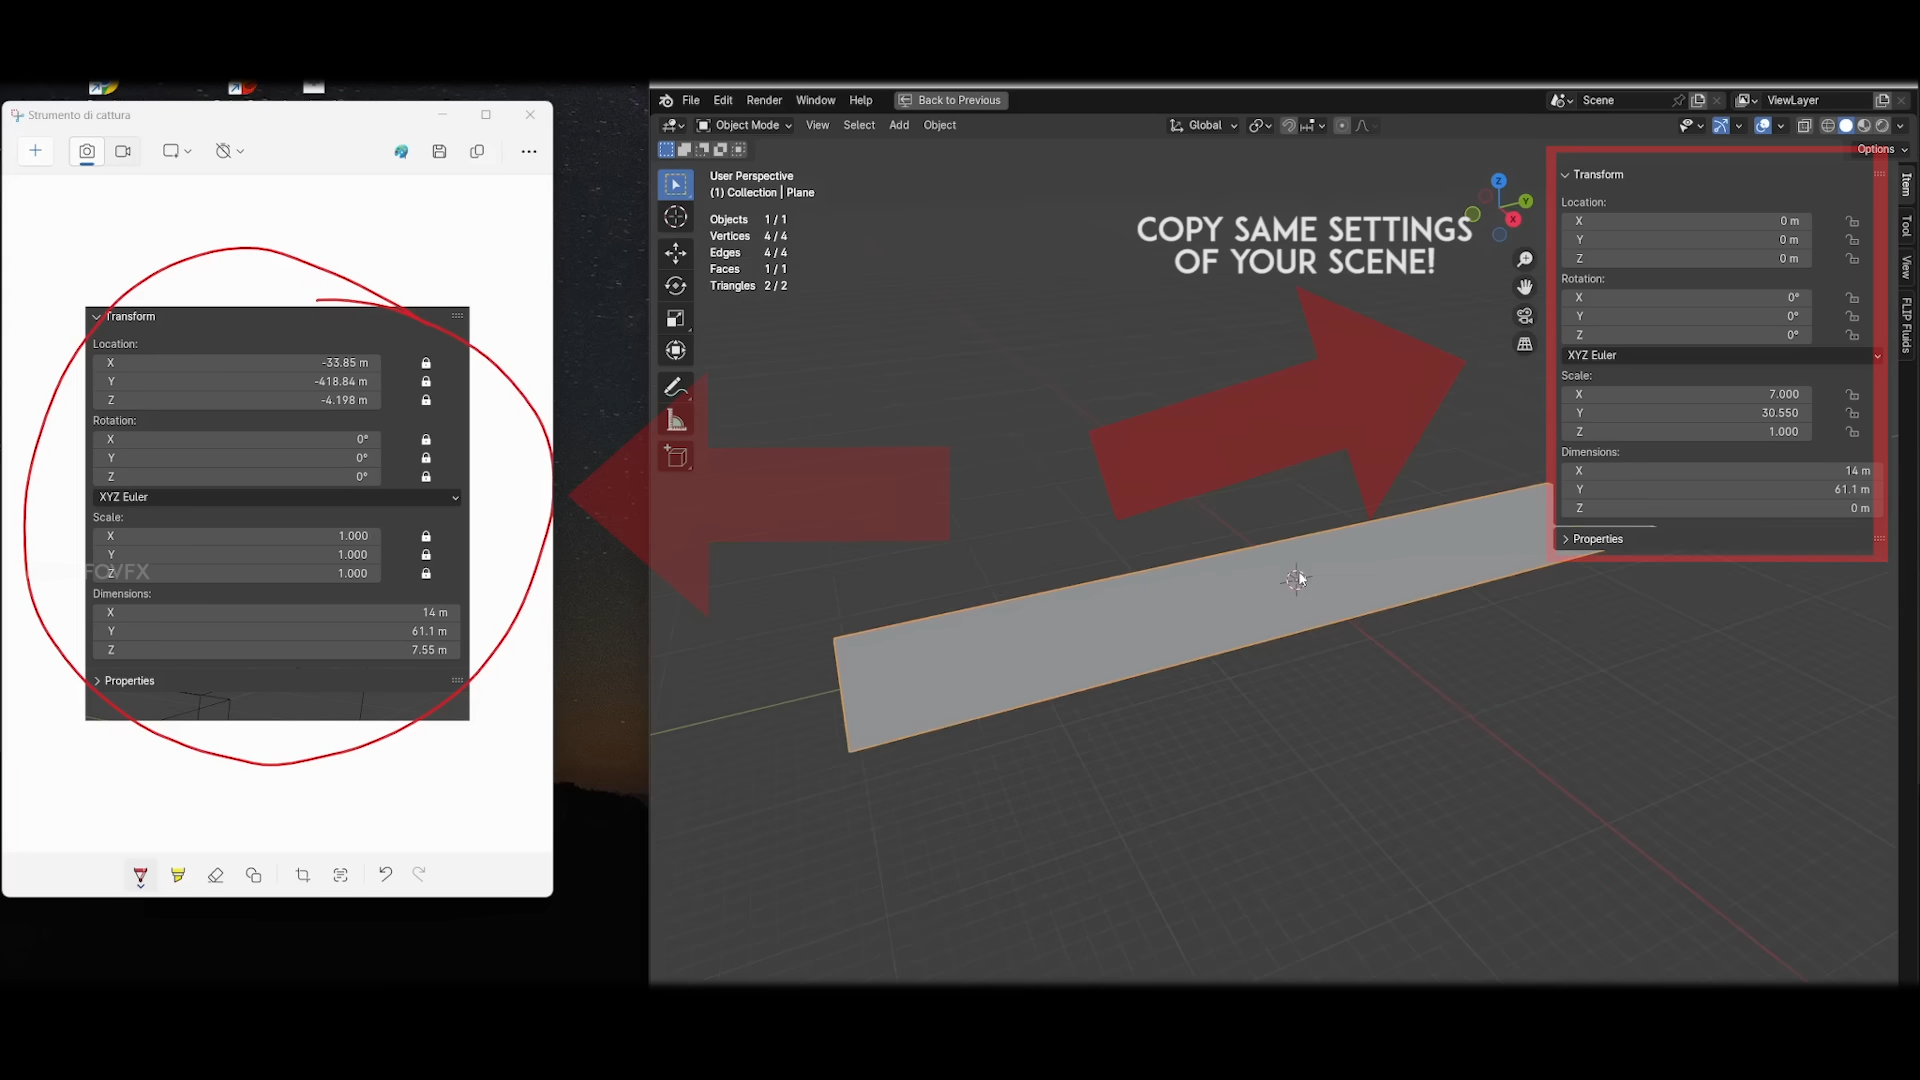 Strumento di cattura
Transform
Location:
X -33.85 m
Y -418.84 m
Z -4.198 m
Rotation:
X 0°
Y 0°
Z 0°
XYZ Euler
Scale:
X 1.000
Y 1.000
Z 1.000
FOVFX
Dimensions:
X 14 m
Y 61.1 m
Z 7.55 m
Properties
File Edit Render Window Help Back to Previous Scene ViewLayer
Object Mode View Select Add Object Global
Options
User Perspective
(1) Collection | Plane
Objects 1 / 1
Vertices 4 / 4
Edges 4 / 4
Faces 1 / 1
Triangles 2 / 2
COPY SAME SETTINGS
OF YOUR SCENE!
Z
Y
X
Transform
Location:
X 0 m
Y 0 m
Z 0 m
Rotation:
X 0°
Y 0°
Z 0°
XYZ Euler
Scale:
X 7.000
Y 30.550
Z 1.000
Dimensions:
X 14 m
Y 61.1 m
Z 0 m
Properties
Item
Tool
View
FLIP Fluids